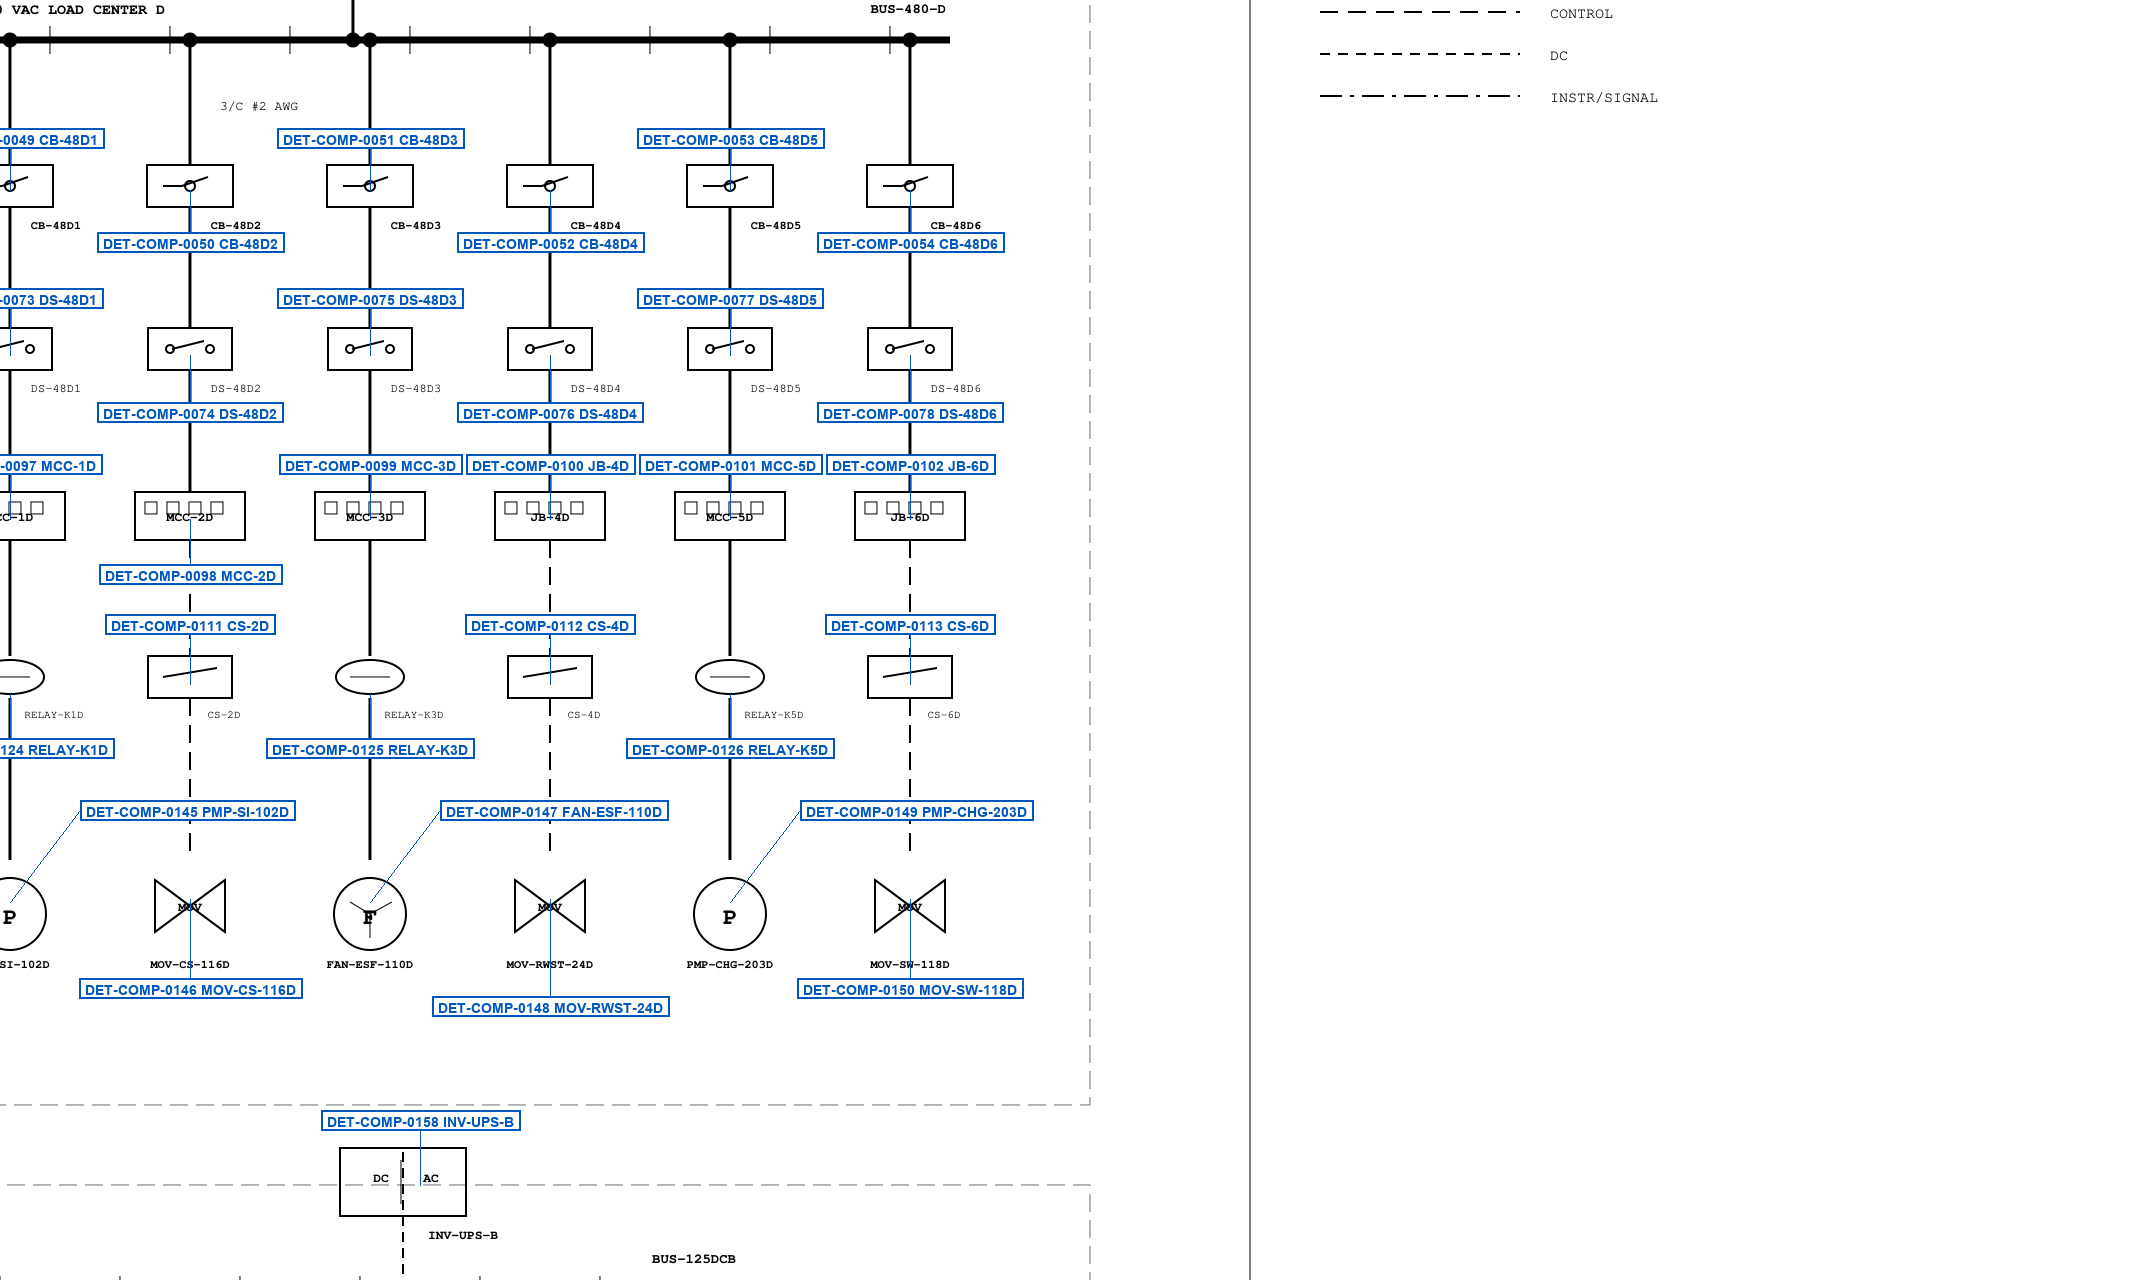 0 VAC LOAD CENTER D
BUS-480-D
CONTROL
DC
INSTR/SIGNAL
3/C #2 AWG
-0049 CB-48D1
DET-COMP-0051 CB-48D3
DET-COMP-0053 CB-48D5
CB-48D1
CB-48D2
CB-48D3
CB-48D4
CB-48D5
CB-48D6
DET-COMP-0050 CB-48D2
DET-COMP-0052 CB-48D4
DET-COMP-0054 CB-48D6
-0073 DS-48D1
DET-COMP-0075 DS-48D3
DET-COMP-0077 DS-48D5
DS-48D1
DS-48D2
DS-48D3
DS-48D4
DS-48D5
DS-48D6
DET-COMP-0074 DS-48D2
DET-COMP-0076 DS-48D4
DET-COMP-0078 DS-48D6
-0097 MCC-1D
DET-COMP-0099 MCC-3D
DET-COMP-0100 JB-4D
DET-COMP-0101 MCC-5D
DET-COMP-0102 JB-6D
CC-1D
MCC-2D
MCC-3D
JB-4D
MCC-5D
JB-6D
DET-COMP-0098 MCC-2D
DET-COMP-0111 CS-2D
DET-COMP-0112 CS-4D
DET-COMP-0113 CS-6D
RELAY-K1D
CS-2D
RELAY-K3D
CS-4D
RELAY-K5D
CS-6D
124 RELAY-K1D
DET-COMP-0125 RELAY-K3D
DET-COMP-0126 RELAY-K5D
DET-COMP-0145 PMP-SI-102D
DET-COMP-0147 FAN-ESF-110D
DET-COMP-0149 PMP-CHG-203D
P
MOV
F
MOV
P
MOV
SI-102D
MOV-CS-116D
FAN-ESF-110D
MOV-RWST-24D
PMP-CHG-203D
MOV-SW-118D
DET-COMP-0146 MOV-CS-116D
DET-COMP-0148 MOV-RWST-24D
DET-COMP-0150 MOV-SW-118D
DET-COMP-0158 INV-UPS-B
DC
AC
INV-UPS-B
BUS-125DCB